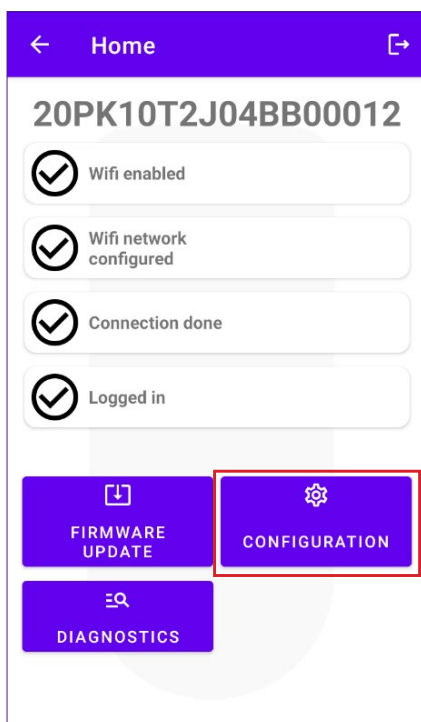 Home
20PK10T2J04BB00012
Wifi enabled
Wifi network
configured
Connection done
Logged in
FIRMWARE
UPDATE
CONFIGURATION
DIAGNOSTICS